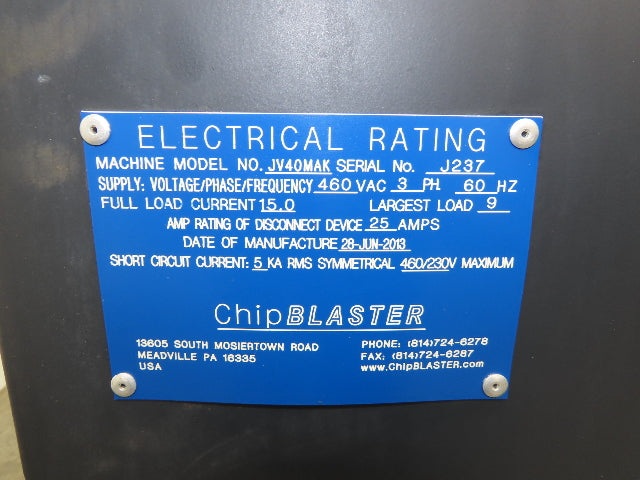 ELECTRICAL RATING
MACHINE MODEL NO. JV40MAK SERIAL No. J237
SUPPLY: VOLTAGE/PHASE/FREQUENCY 460 VAC 3 PH 60 HZ
FULL LOAD CURRENT 15.0 LARGEST LOAD 9
AMP RATING OF DISCONNECT DEVICE 25 AMPS
DATE OF MANUFACTURE 28-JUN-2013
SHORT CIRCUIT CURRENT: 5 KA RMS SYMMETRICAL 460/230V MAXIMUM
ChipBLASTER
13605 SOUTH MOSIERTOWN ROAD
MEADVILLE PA 16335
USA
PHONE: (814)724-6278
FAX: (814)724-6287
www.ChipBLASTER.com